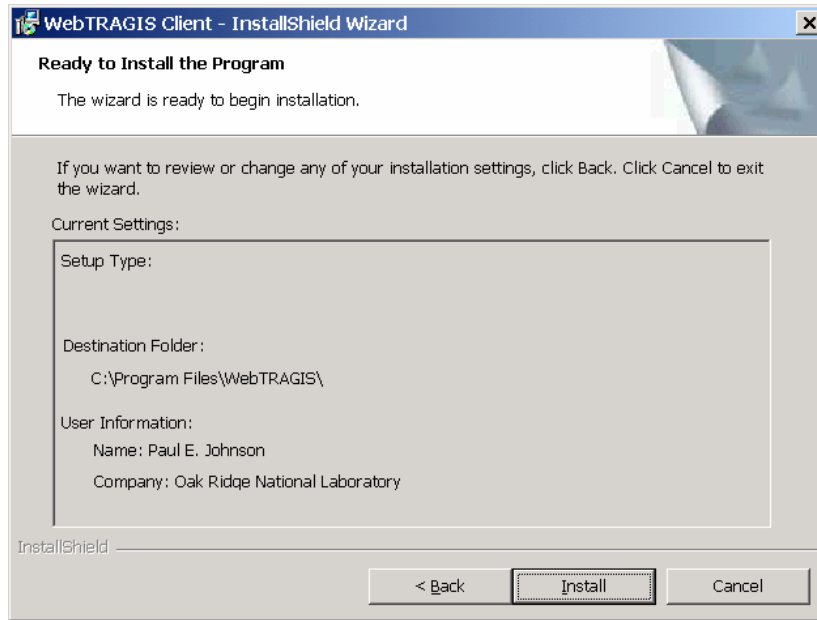 WebTRAGIS Client - InstallShield Wizard
Ready to Install the Program
The wizard is ready to begin installation.
If you want to review or change any of your installation settings, click Back. Click Cancel to exit
the wizard.
Current Settings:
Setup Type:
Destination Folder:
C:\Program Files\WebTRAGIS\
User Information:
Name: Paul E. Johnson
Company: Oak Ridge National Laboratory
InstallShield
< Back
Install
Cancel